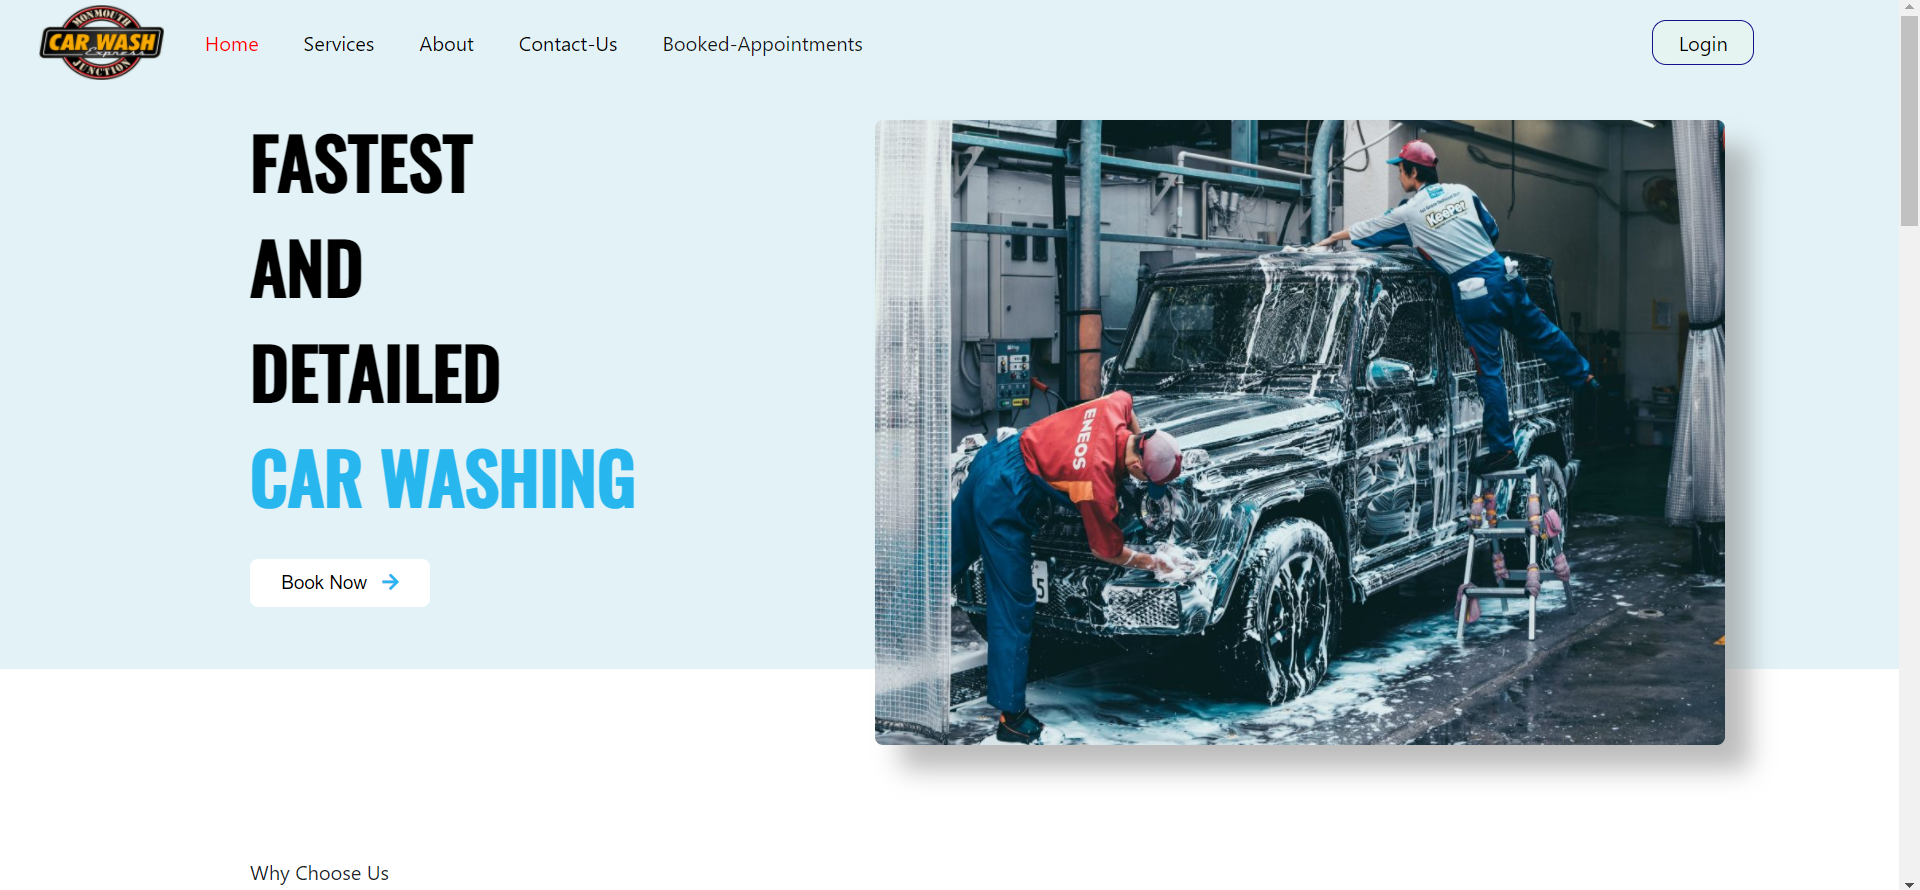 MONMOUTH
CAR WASH
Express
JUNCTION
Home
Services
About
Contact-Us
Booked-Appointments
Login
FASTEST
AND
DETAILED
CAR WASHING
Book Now
KeePer
ENEOS
5
Why Choose Us